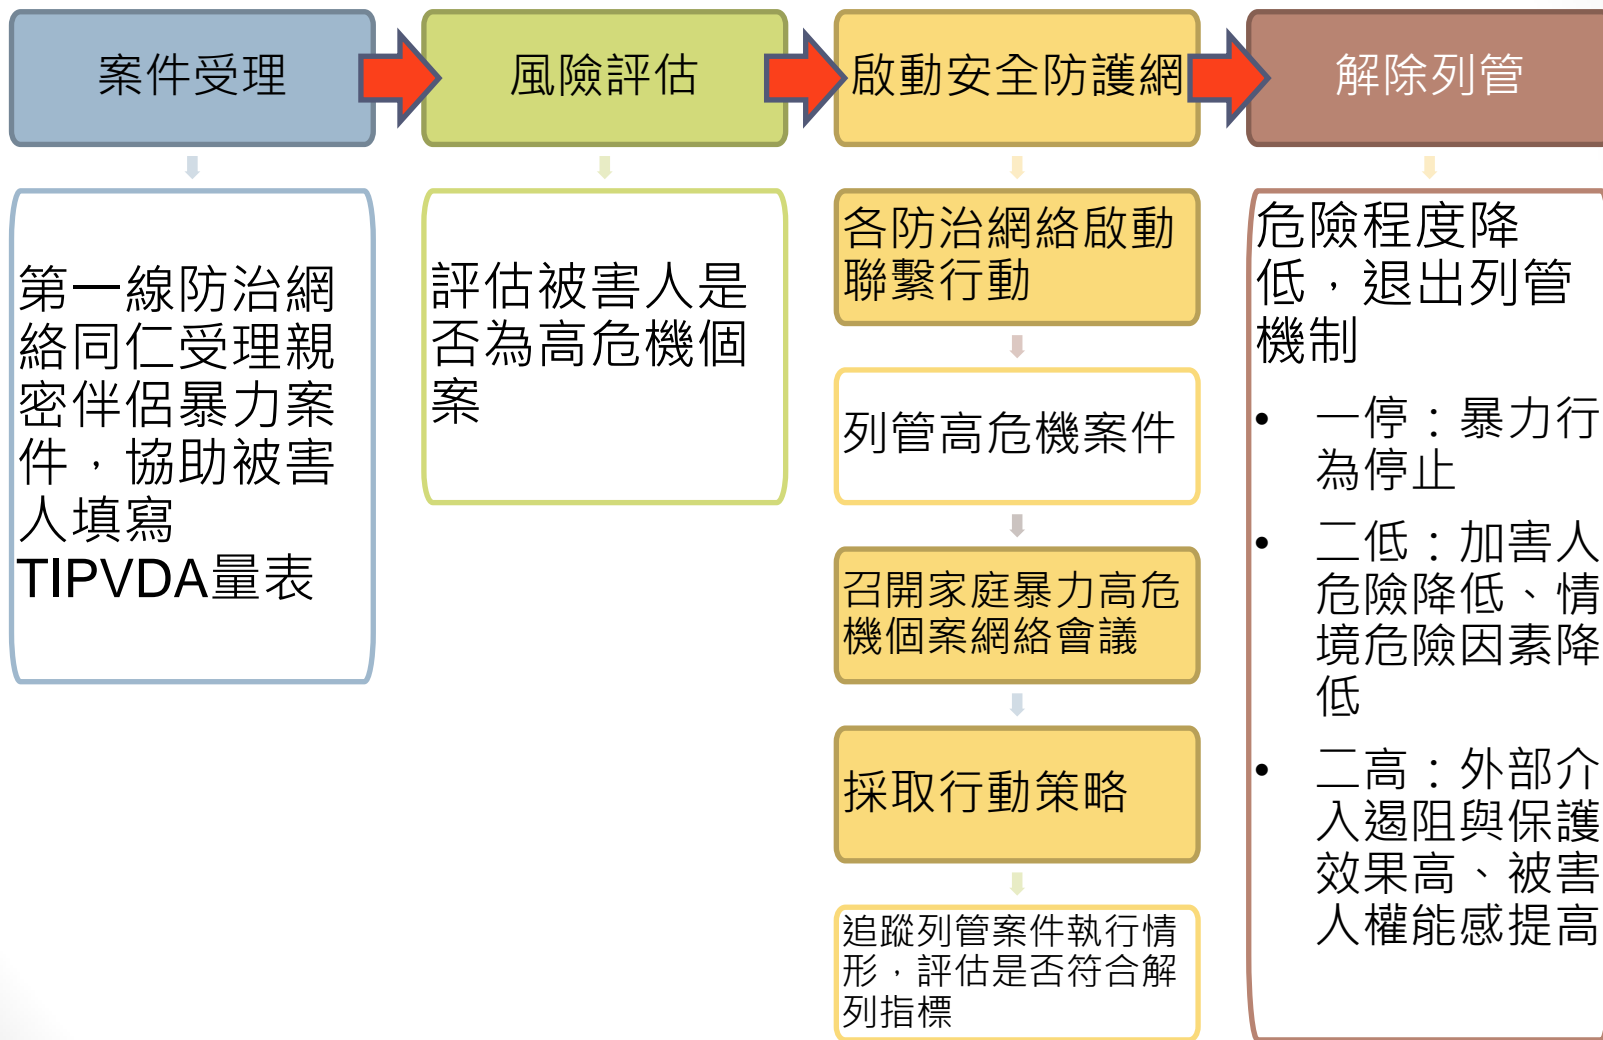 案件受理
風險評估
啟動安全防護網
解除列管
第一線防治網
絡同仁受理親
密伴侶暴力案
件，協助被害
人填寫
TIPVDA量表
評估被害人是
否為高危機個
案
各防治網絡啟動
聯繫行動
列管高危機案件
召開家庭暴力高危
機個案網絡會議
採取行動策略
追蹤列管案件執行情
形，評估是否符合解
列指標
危險程度降
低，退出列管
機制
• 一停：暴力行
為停止
• 二低：加害人
危險降低、情
境危險因素降
低
• 二高：外部介
入遏阻與保護
效果高、被害
人權能感提高